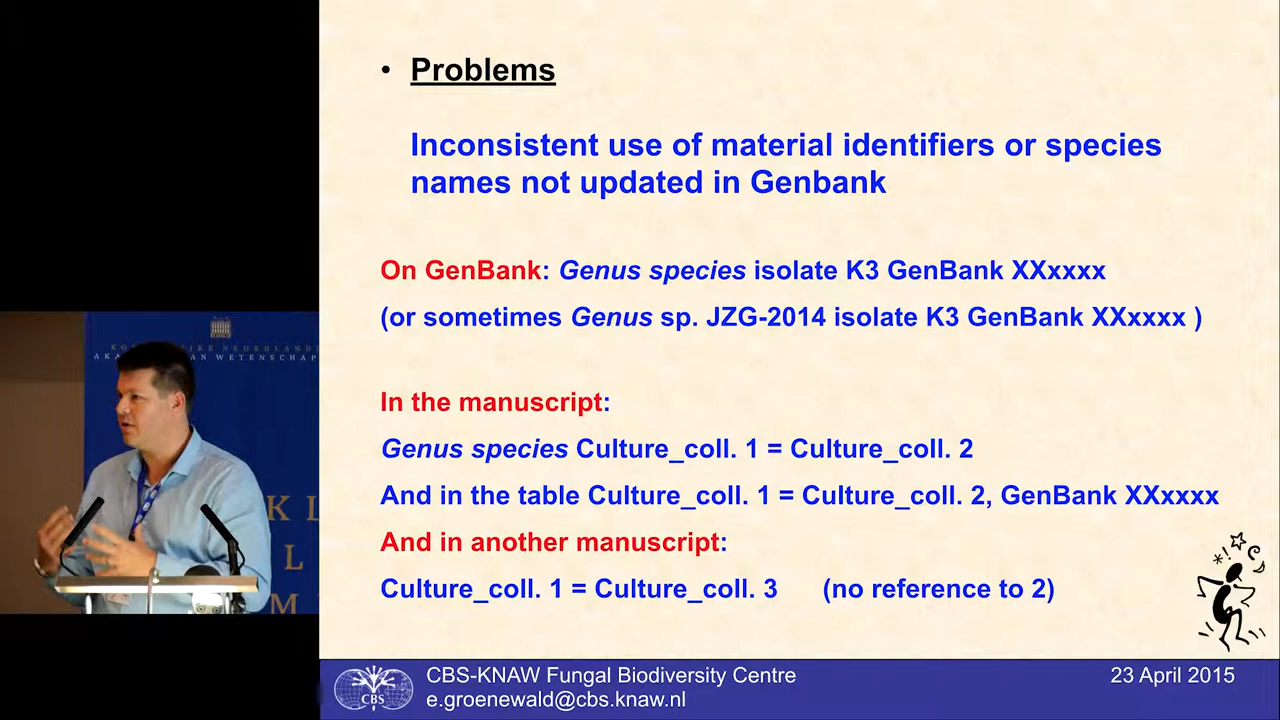 • Problems
Inconsistent use of material identifiers or species
names not updated in Genbank
On GenBank: Genus species isolate K3 GenBank XXxxxx
(or sometimes Genus sp. JZG-2014 isolate K3 GenBank XXxxxx )
In the manuscript:
Genus species Culture_coll. 1 = Culture_coll. 2
And in the table Culture_coll. 1 = Culture_coll. 2, GenBank XXxxxx
And in another manuscript:
Culture_coll. 1 = Culture_coll. 3 (no reference to 2)
CBS
CBS-KNAW Fungal Biodiversity Centre
e.groenewald@cbs.knaw.nl
23 April 2015
K L
L
M